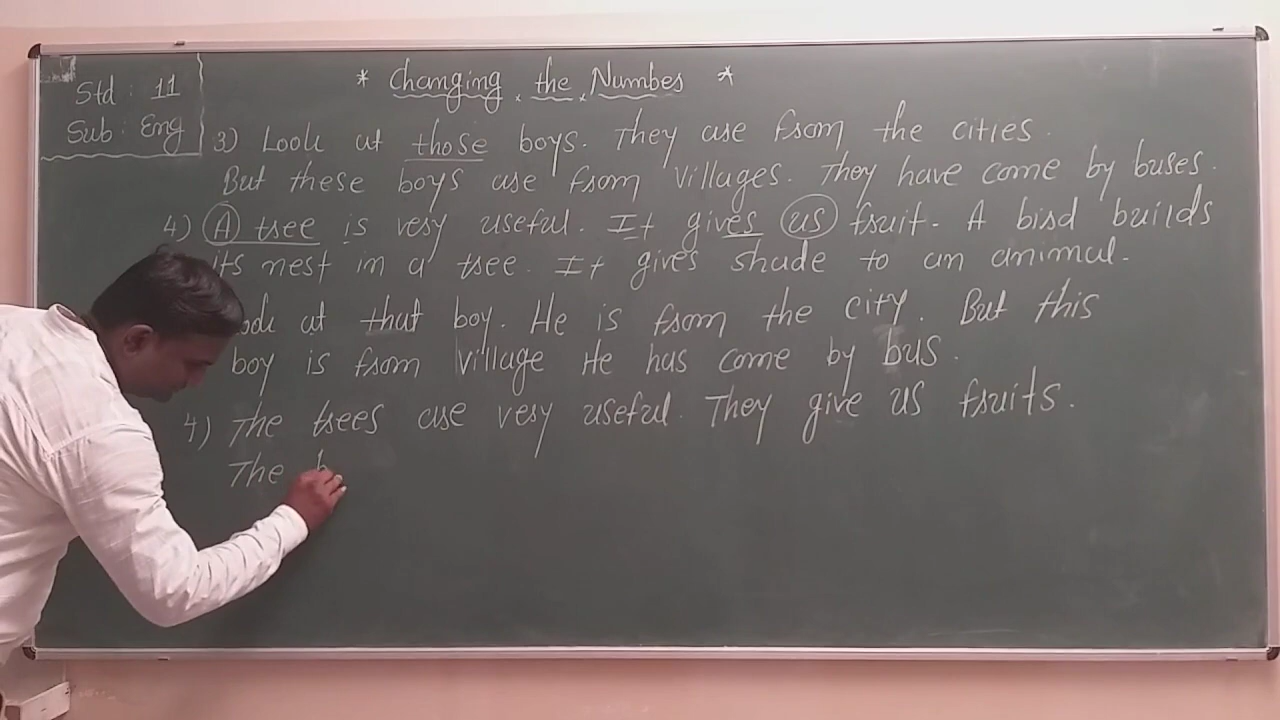 Std : 11
Sub : Eng
* Changing the Number *
3) Look at those boys. They are from the cities.
But these boys are from villages. They have come by buses.
4) A tree is very useful. It gives us fruit. A bird builds
its nest in a tree. It gives shade to an animal.
ook at that boy. He is from the city. But this
boy is from village He has come by bus.
4) The trees are very useful. They give us fruits.
The b